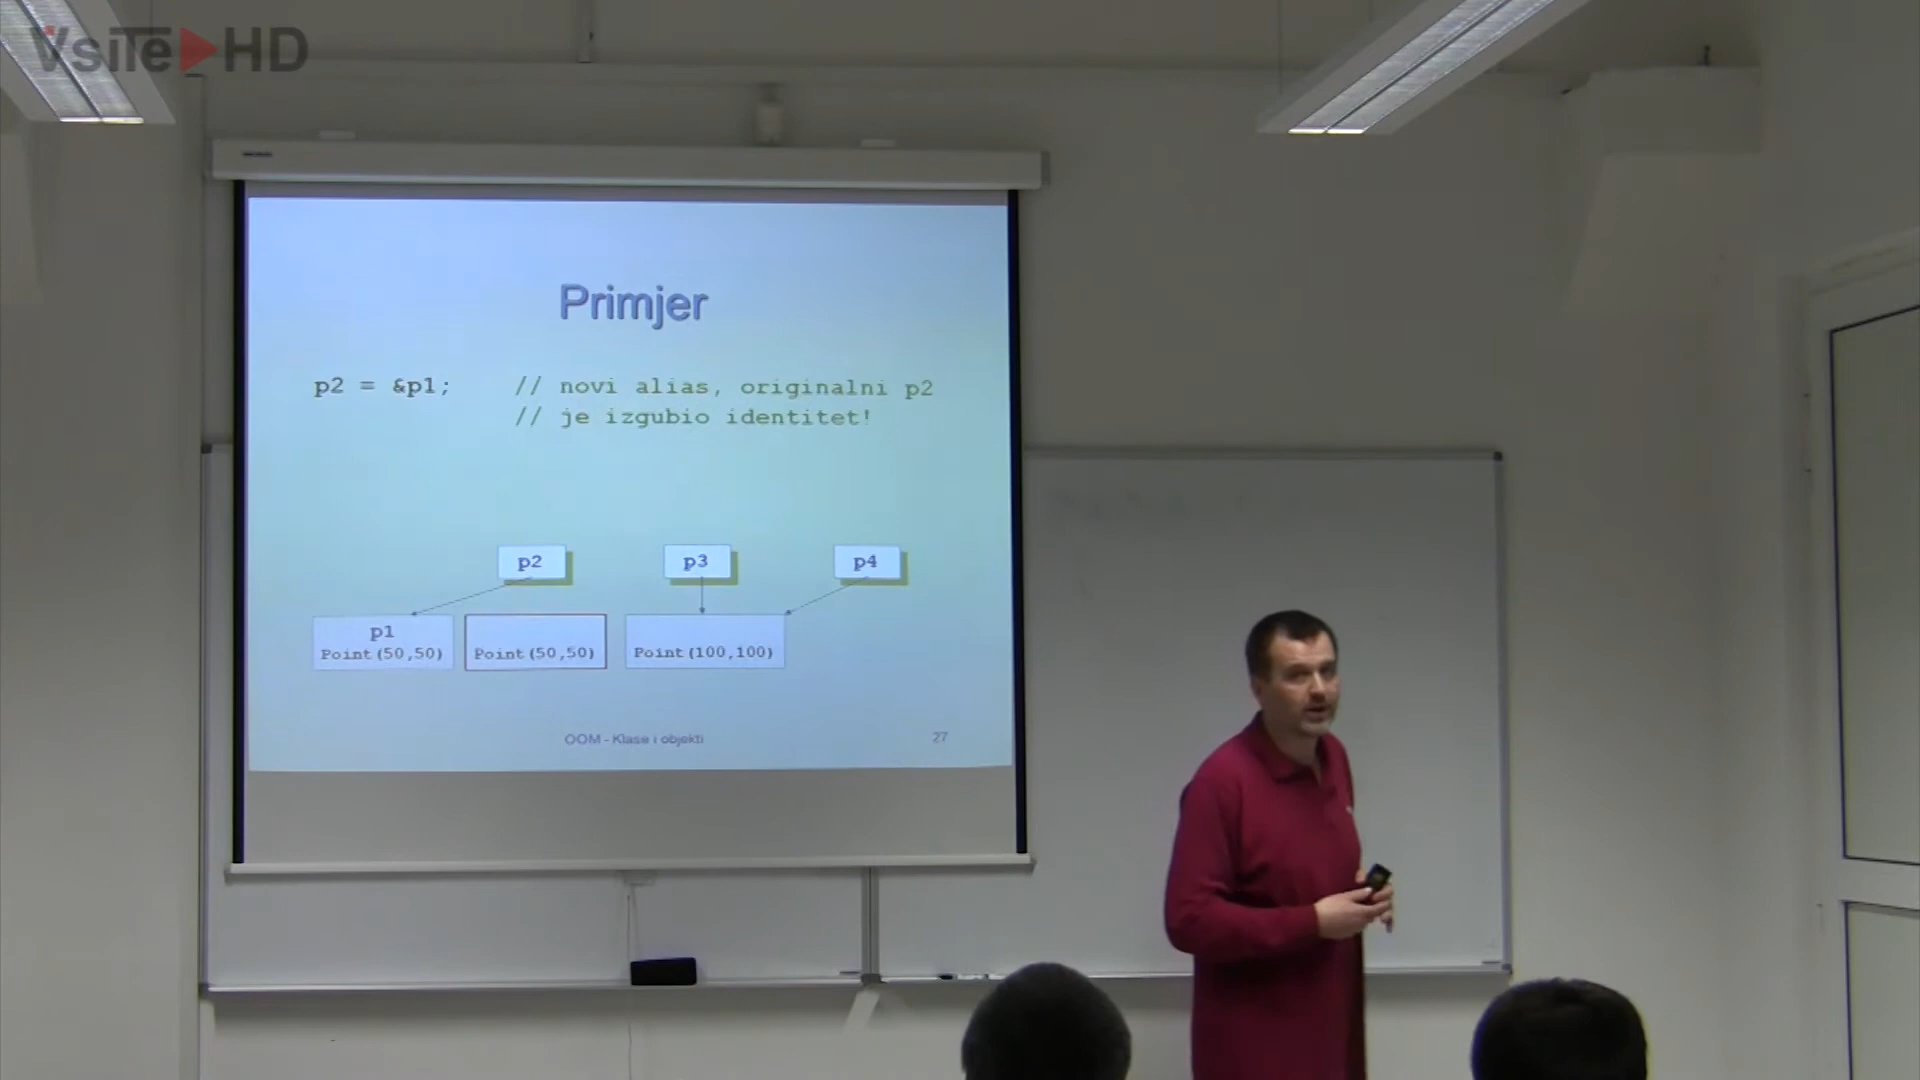 VsiTe HD
Primjer
p2 = &p1; // novi alias, originalni p2
// je izgubio identitet!
p2 p3 p4
p1
Point(50,50) Point(50,50) Point(100,100)
OOM - Klase i objekti 27